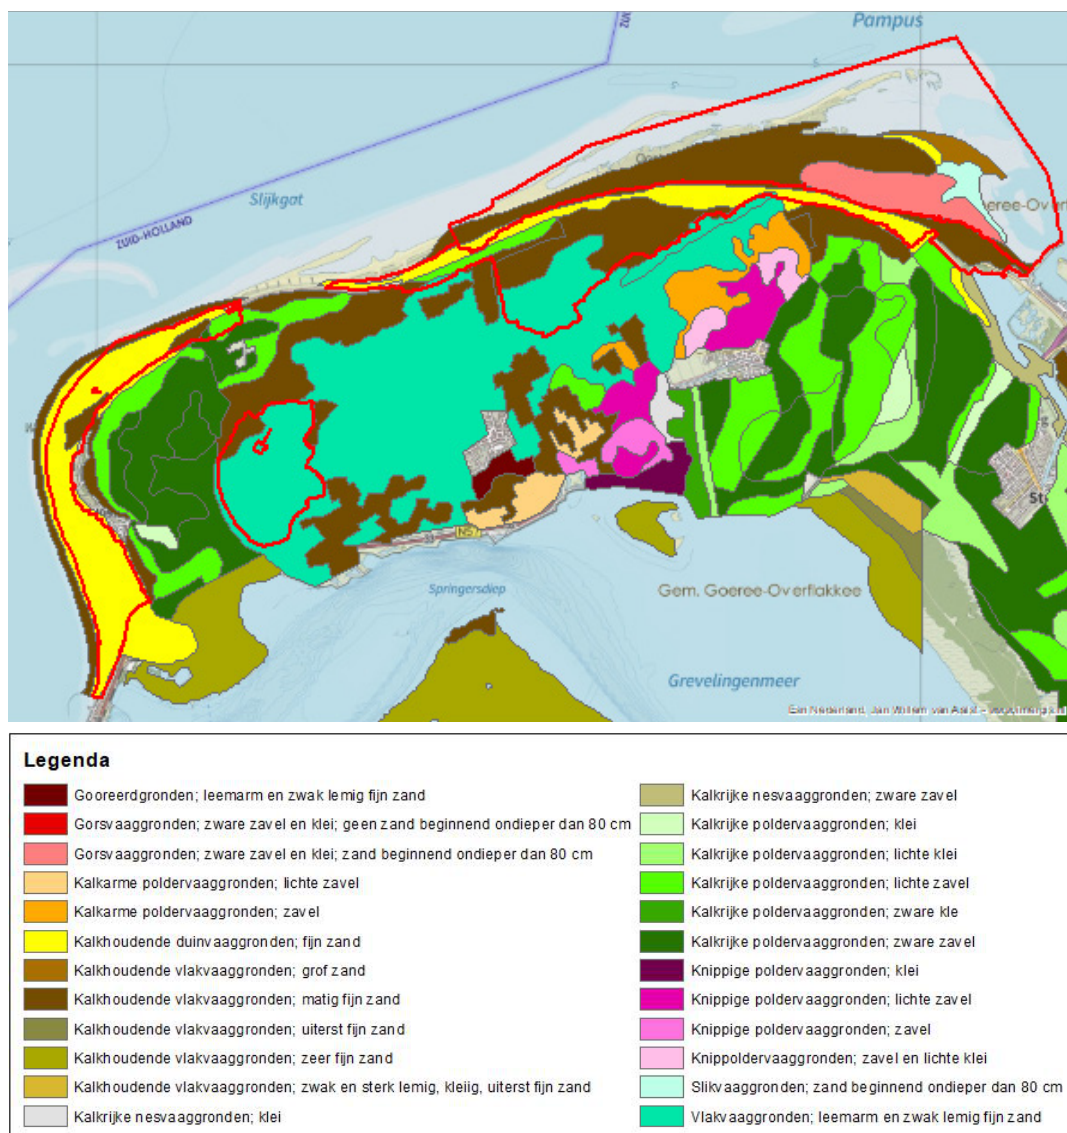 Pampus
ZUI
Slijkgat
ZUID-HOLLAND
Springersdiep
Gem. Goeree-Overflakkee
Grevelingenmeer
Legenda
Gooreerdgronden; leemarm en zwak lemig fijn zand
Gorsvaaggronden; zware zavel en klei; geen zand beginnend ondieper dan 80 cm
Gorsvaaggronden; zware zavel en klei; zand beginnend ondieper dan 80 cm
Kalkarme poldervaaggronden; lichte zavel
Kalkarme poldervaaggronden; zavel
Kalkhoudende duinvaaggronden; fijn zand
Kalkhoudende vlakvaaggronden; grof zand
Kalkhoudende vlakvaaggronden; matig fijn zand
Kalkhoudende vlakvaaggronden; uiterst fijn zand
Kalkhoudende vlakvaaggronden; zeer fijn zand
Kalkhoudende vlakvaaggronden; zwak en sterk lemig, kleiig, uiterst fijn zand
Kalkrijke nesvaaggronden; klei
Kalkrijke nesvaaggronden; zware zavel
Kalkrijke poldervaaggronden; klei
Kalkrijke poldervaaggronden; lichte klei
Kalkrijke poldervaaggronden; lichte zavel
Kalkrijke poldervaaggronden; zware kle
Kalkrijke poldervaaggronden; zware zavel
Knippige poldervaaggronden; klei
Knippige poldervaaggronden; lichte zavel
Knippige poldervaaggronden; zavel
Knippoldervaaggronden; zavel en lichte klei
Slikvaaggronden; zand beginnend ondieper dan 80 cm
Vlakvaaggronden; leemarm en zwak lemig fijn zand